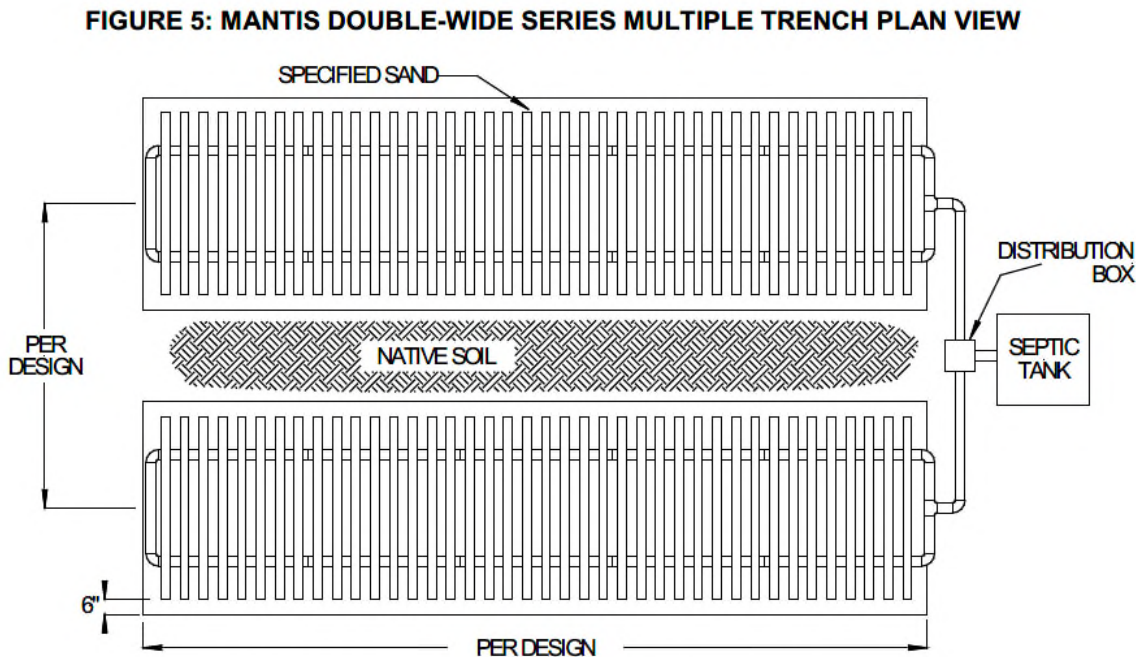 FIGURE 5: MANTIS DOUBLE-WIDE SERIES MULTIPLE TRENCH PLAN VIEW
SPECIFIED SAND
DISTRIBUTION
BOX
PER
DESIGN
NATIVE SOIL
SEPTIC
TANK
6"
PER DESIGN